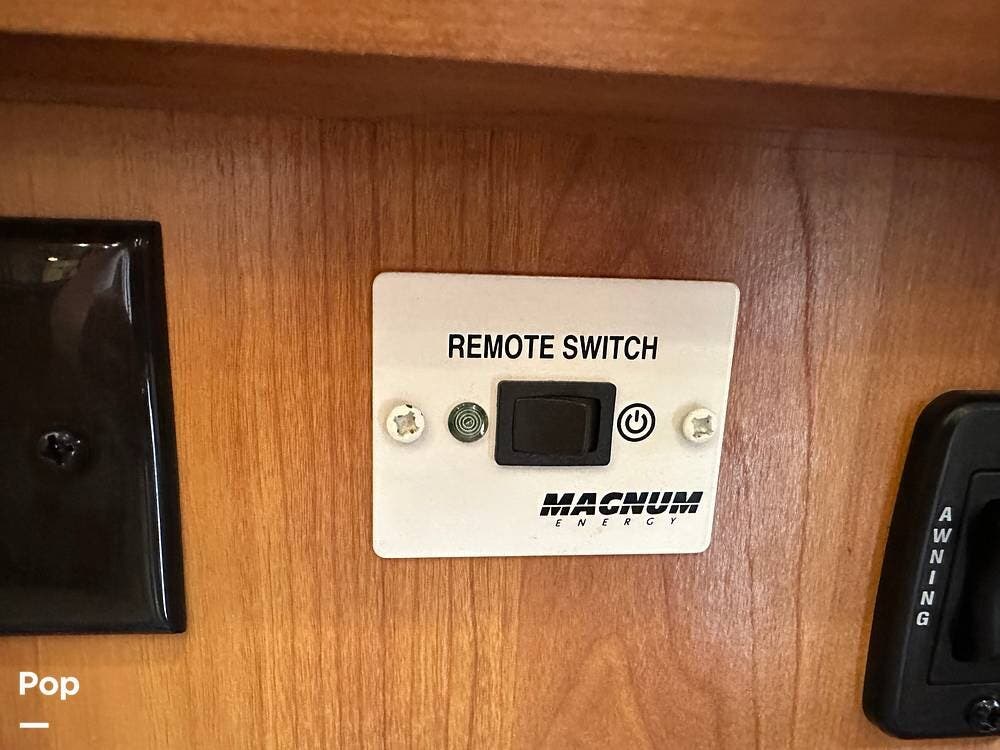 REMOTE SWITCH
MAGNUM
ENERGY
AWNING
Pop